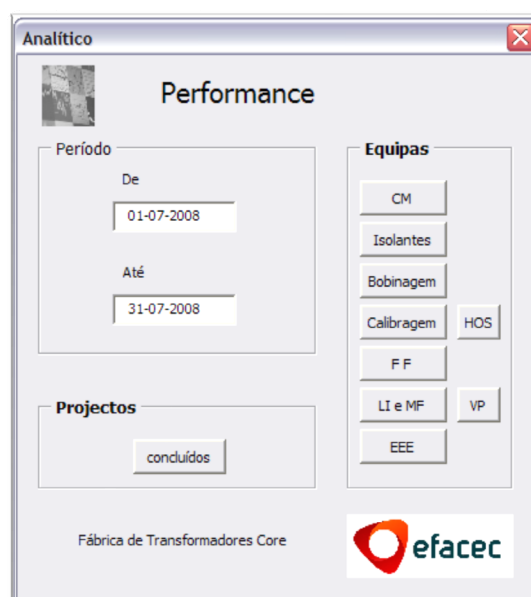 Analítico
Performance
Período
De
01-07-2008
Até
31-07-2008
Equipas
CM
Isolantes
Bobinagem
Calibragem HOS
F F
LI e MF VP
EEE
Projectos
concluídos
Fábrica de Transformadores Core
efacec